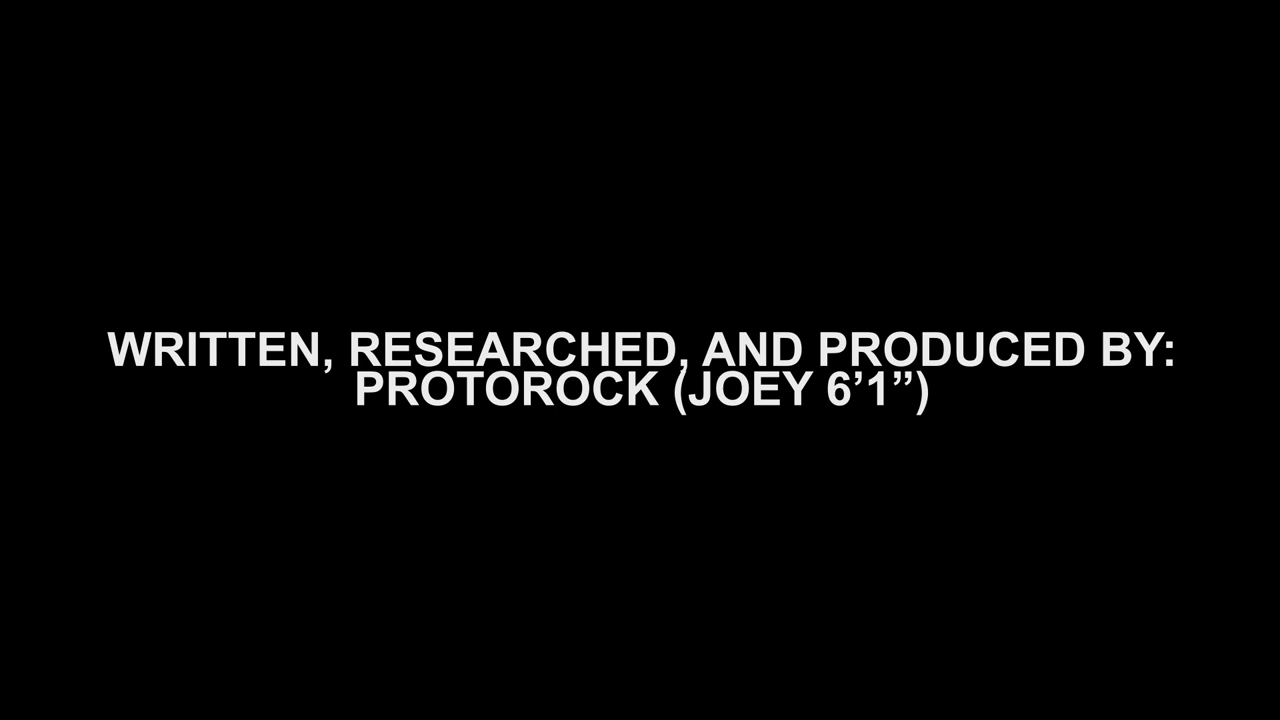 WRITTEN, RESEARCHED, AND PRODUCED BY:
PROTOROCK (JOEY 6’1”)